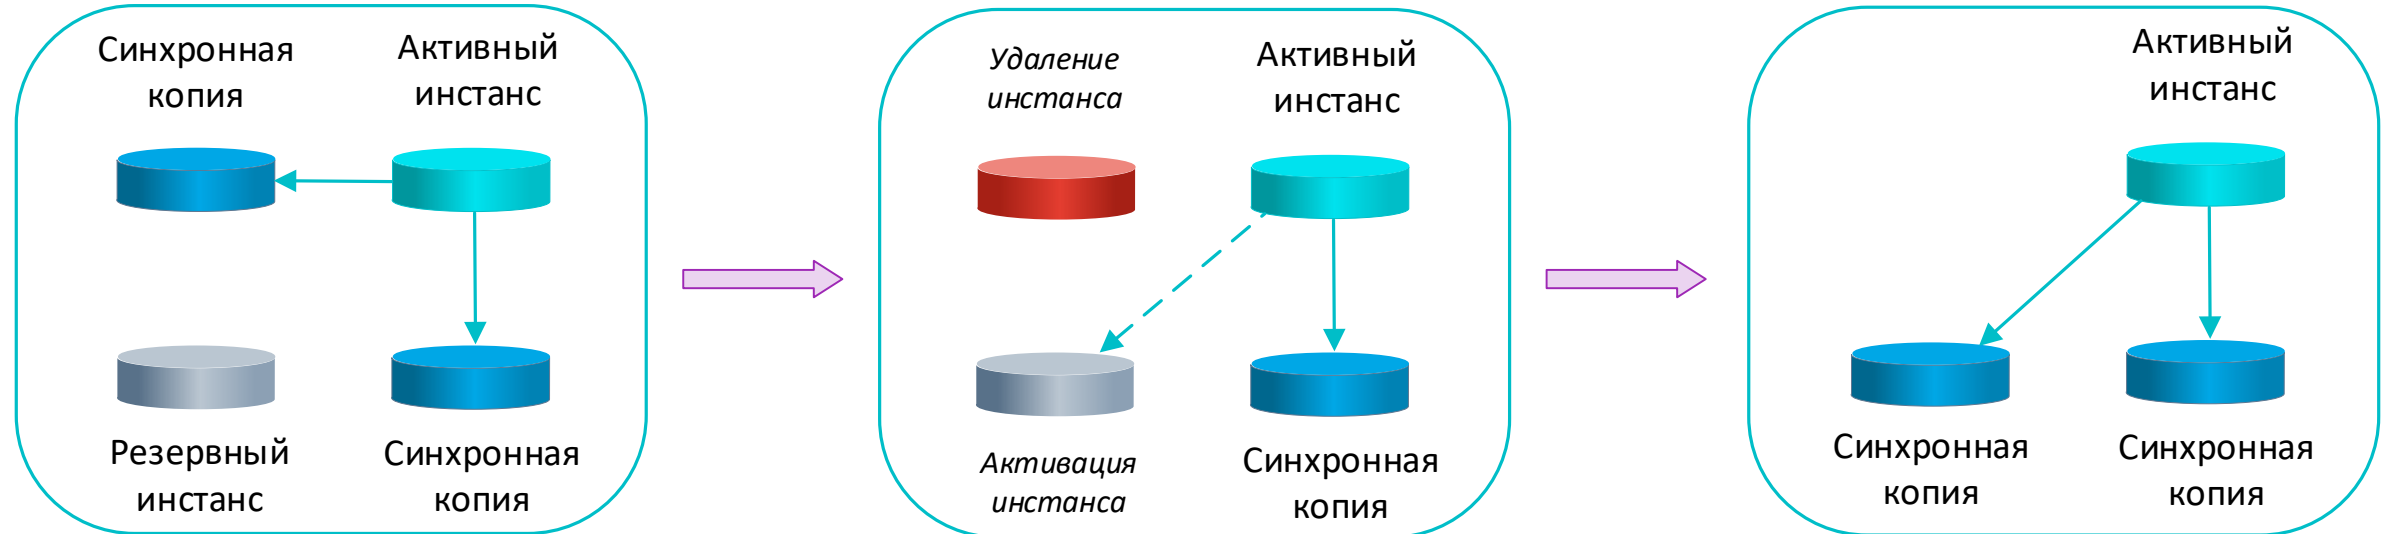 Синхронная
копия
Активный
инстанс
Резервный
инстанс
Синхронная
копия
Удаление
инстанса
Активный
инстанс
Активация
инстанса
Синхронная
копия
Активный
инстанс
Синхронная
копия
Синхронная
копия